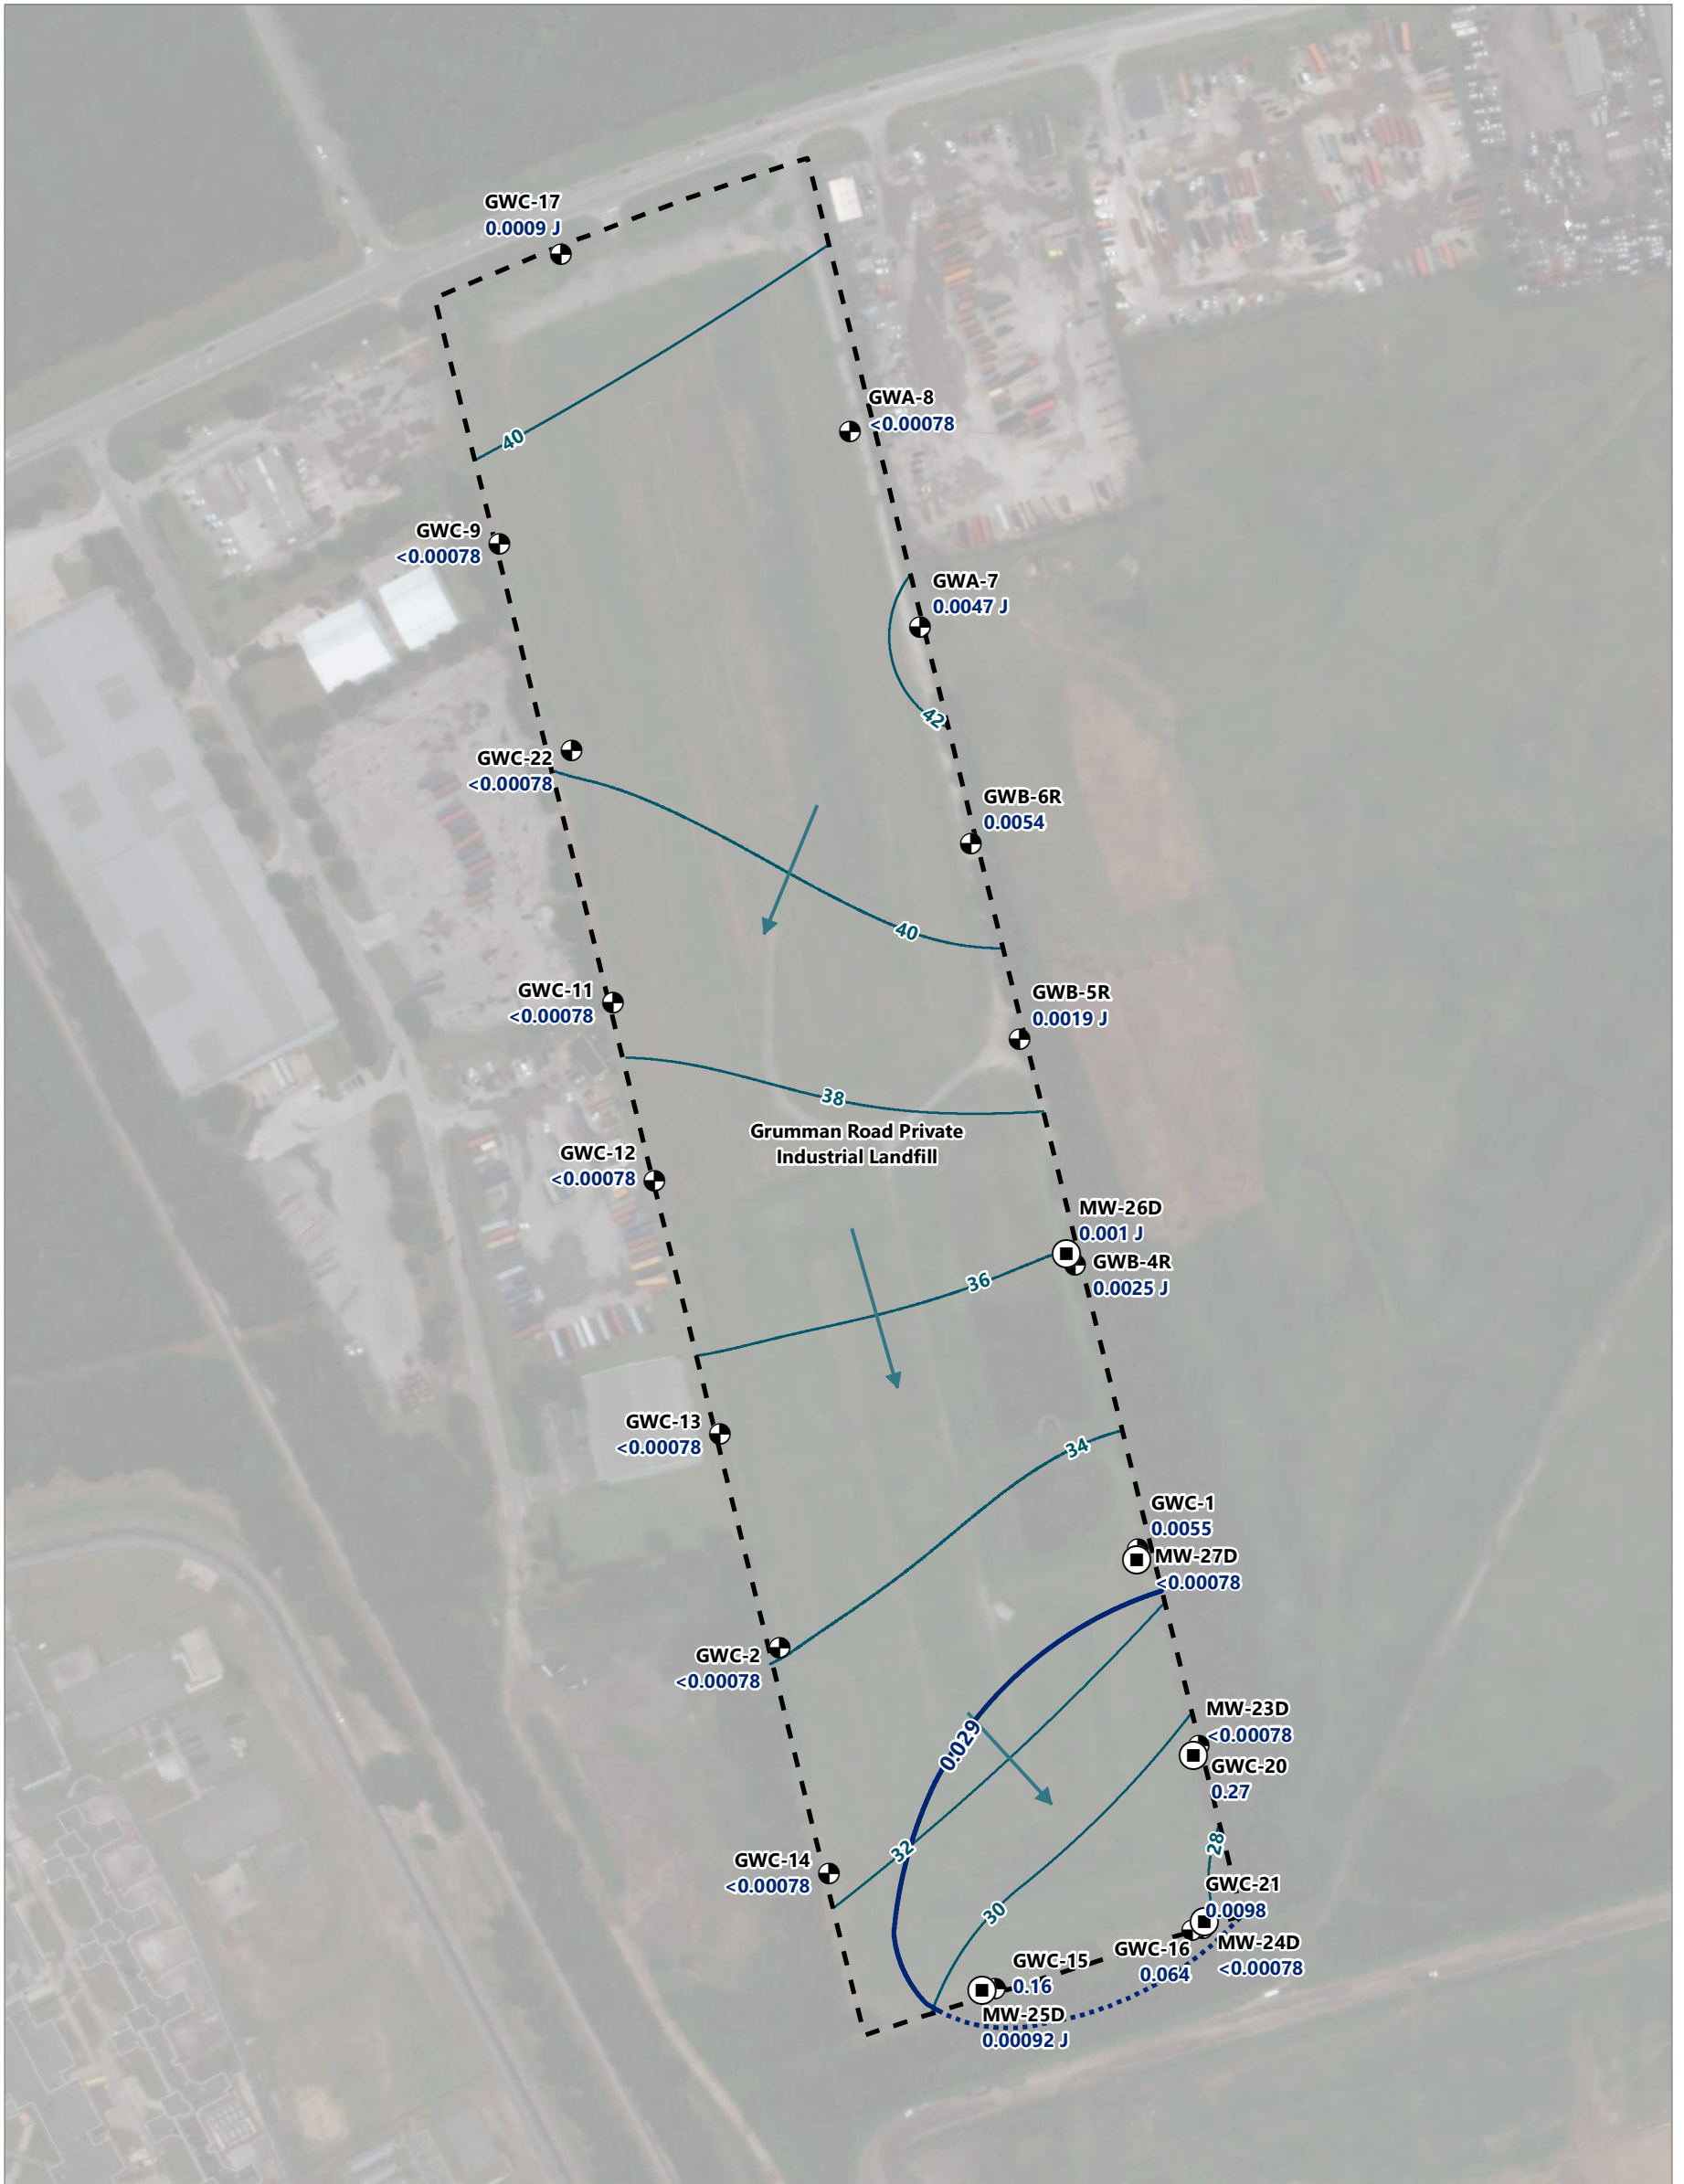 GWC-17
0.0009 J
GWA-8
<0.00078
40
GWC-9
<0.00078
GWA-7
0.0047 J
42
GWC-22
<0.00078
GWB-6R
0.0054
40
GWC-11
<0.00078
GWB-5R
0.0019 J
38
Grumman Road Private
Industrial Landfill
GWC-12
<0.00078
MW-26D
0.001 J
GWB-4R
0.0025 J
36
GWC-13
<0.00078
34
GWC-1
0.0055
MW-27D
<0.00078
GWC-2
<0.00078
MW-23D
<0.00078
GWC-20
0.27
0.029
28
32
GWC-14
<0.00078
GWC-21
0.0098
30
GWC-16
0.064
MW-24D
<0.00078
GWC-15
0.16
MW-25D
0.00092 J